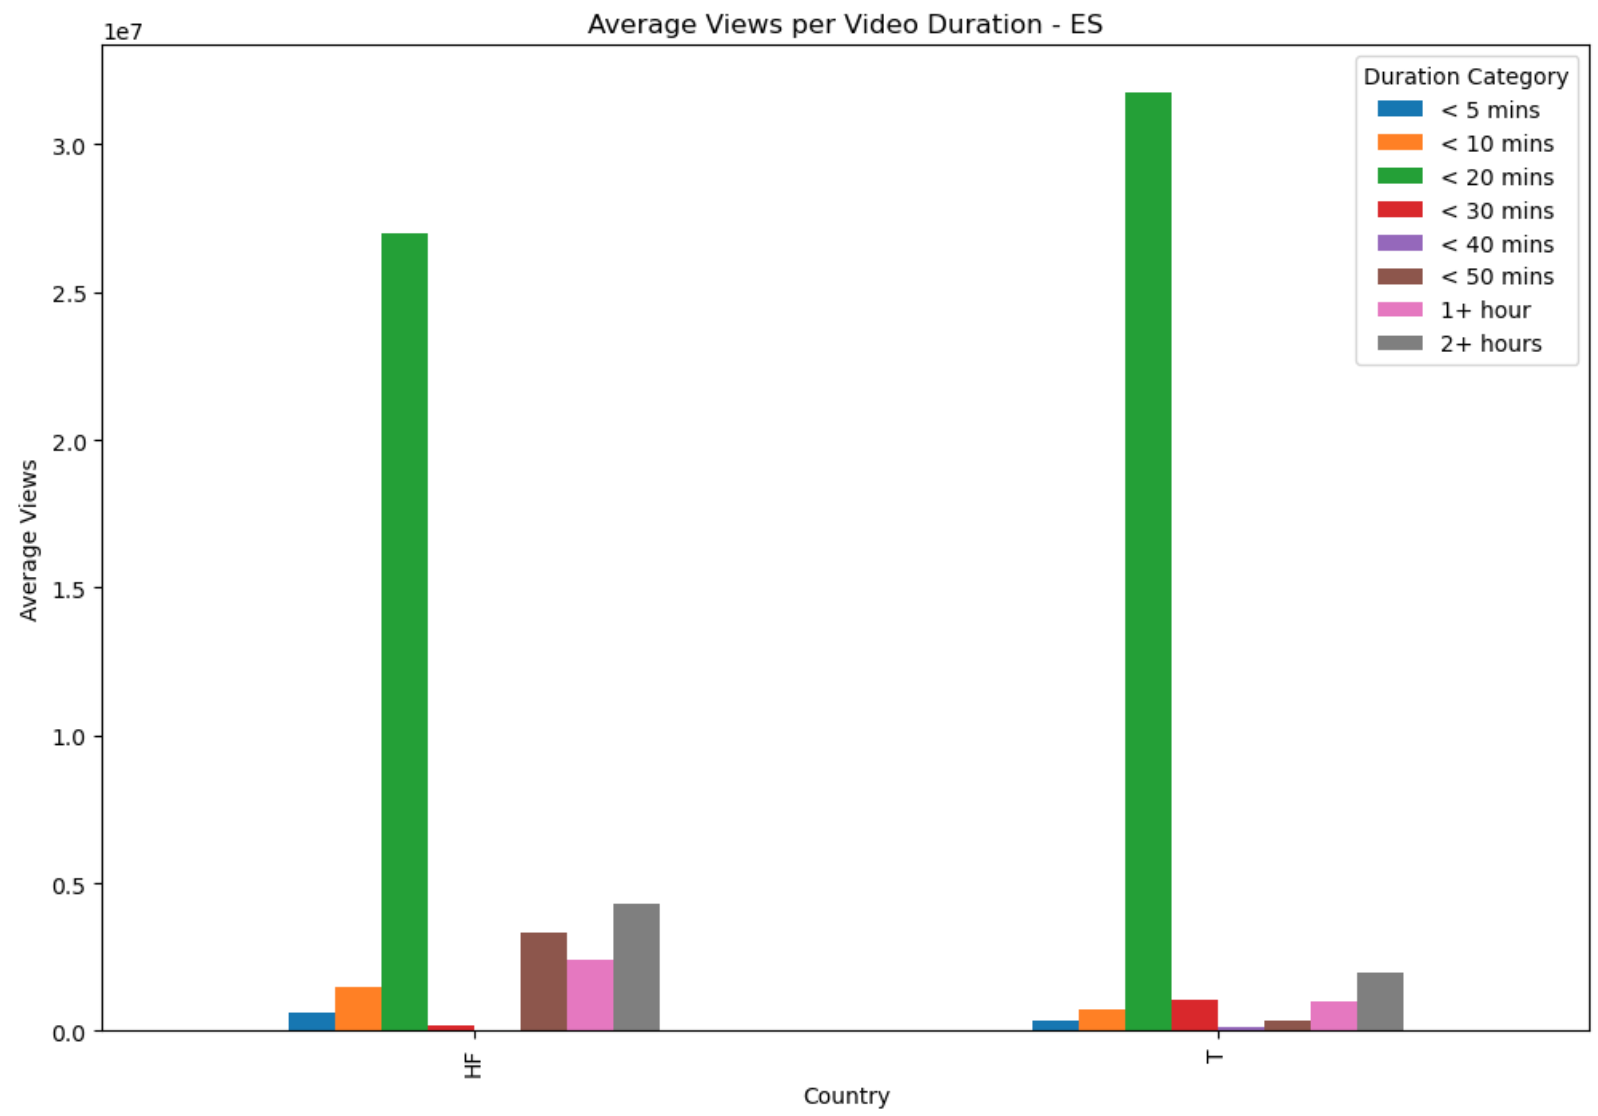 Average Views per Video Duration - ES
1e7
Duration Category
< 5 mins
< 10 mins
< 20 mins
< 30 mins
< 40 mins
< 50 mins
1+ hour
2+ hours
3.0
2.5
2.0
1.5
1.0
0.5
0.0
Average Views
HF
T
Country